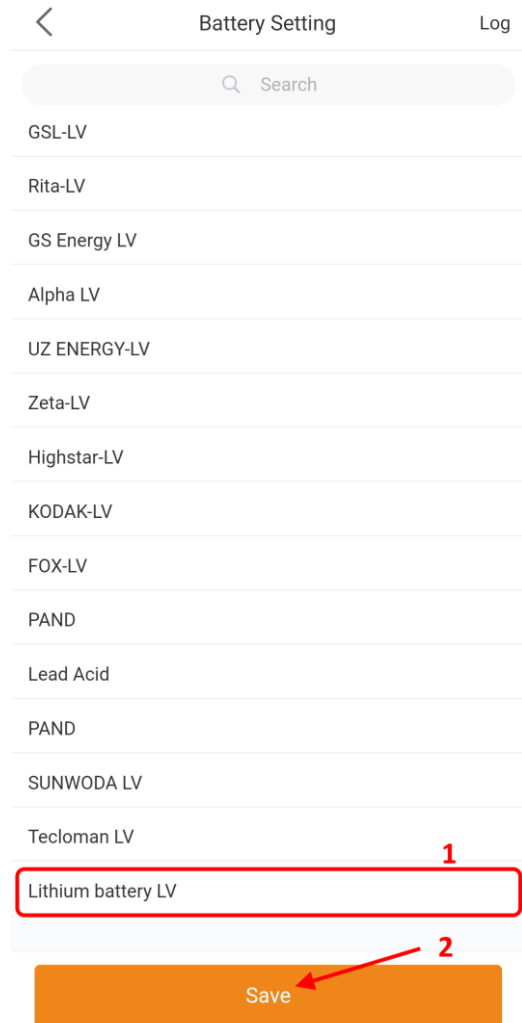 Battery Setting Log
Search
GSL-LV
Rita-LV
GS Energy LV
Alpha LV
UZ ENERGY-LV
Zeta-LV
Highstar-LV
KODAK-LV
FOX-LV
PAND
Lead Acid
PAND
SUNWODA LV
Tecloman LV
1
Lithium battery LV
2
Save